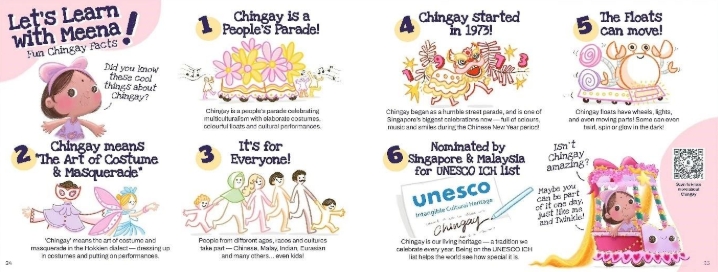 Let's Learn
with Meena!
Fun Chingay Facts
Did you know
these cool
things about
Chingay?
1
Chingay is a
People's Parade!
Chingay is a people's parade celebrating
multiculturalism with elaborate costumes,
colourful floats and cultural performances.
2
Chingay means
"The Art of Costume
& Masquerade"
'Chingay' means the art of costume and
masquerade in the Hokkien dialect — dressing up
in costumes and putting on performances.
3
It's for
Everyone!
People from different ages, races and cultures
take part — Chinese, Malay, Indian, Eurasian
and many others... even kids!
4
Chingay started
in 1973!
1 9 7 3
Chingay began as a humble street parade, and is one of
Singapore's biggest celebrations now — full of colours,
music and smiles during the Chinese New Year period!
5
The Floats
can move!
Chingay floats have wheels, lights,
and even moving parts! Some can even
twirl, spin or glow in the dark!
6
Nominated by
Singapore & Malaysia
for UNESCO ICH list
unesco
Intangible Cultural Heritage
Chingay
Chingay is our living heritage — a tradition we
celebrate every year. Being on the UNESCO ICH
list helps the world see how special it is.
Isn't
Chingay
amazing?
Maybe you
can be part
of it one day,
just like me
and Twinkle!
Chingay